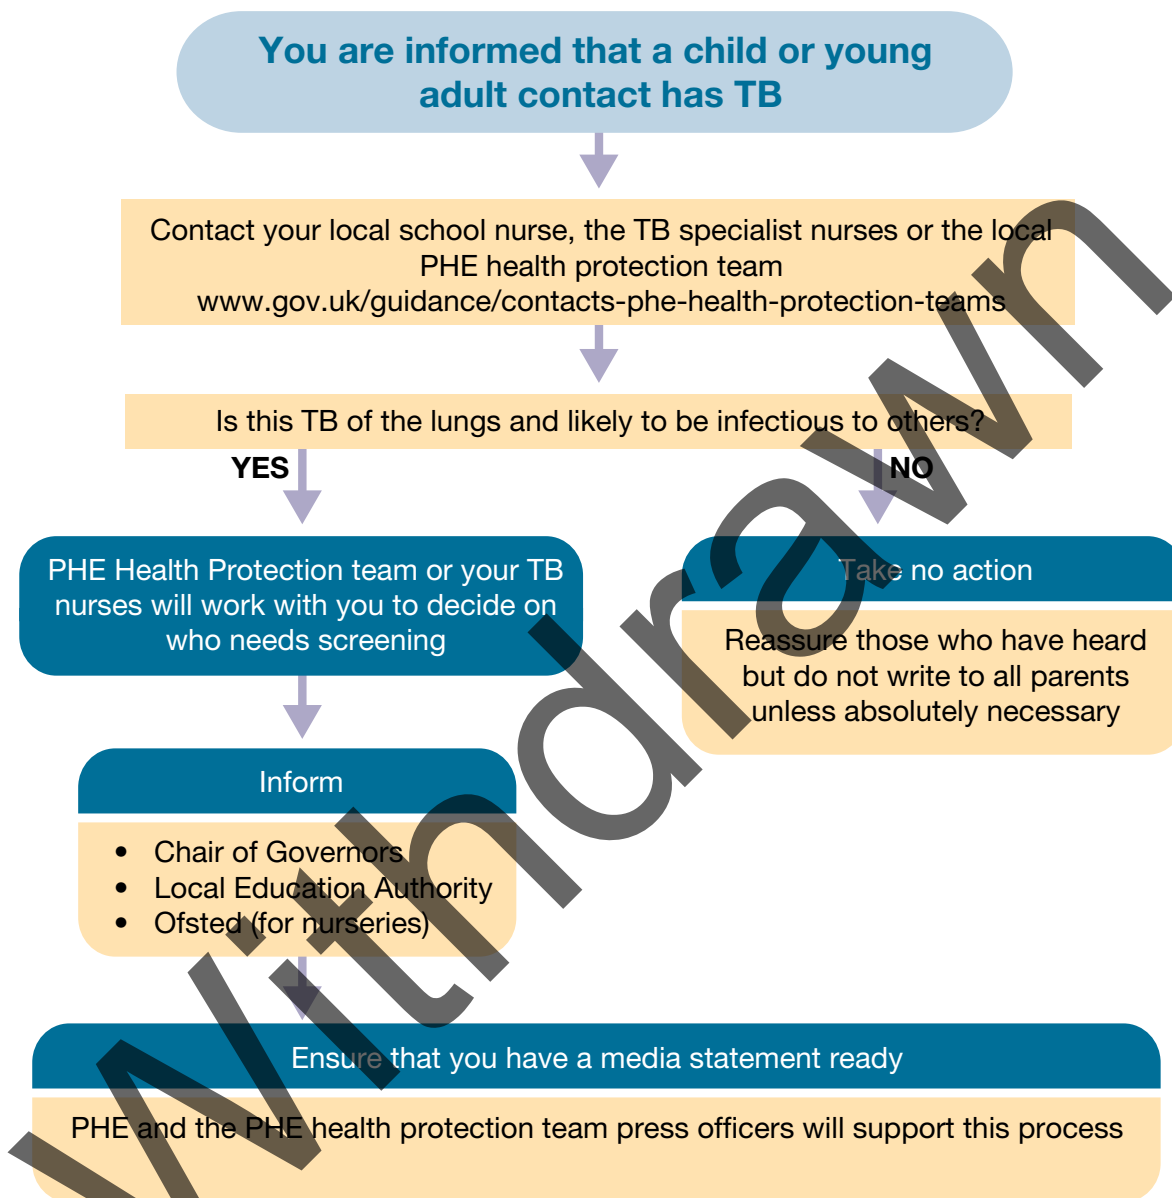 You are informed that a child or young
adult contact has TB
Contact your local school nurse, the TB specialist nurses or the local
PHE health protection team
www.gov.uk/guidance/contacts-phe-health-protection-teams
Is this TB of the lungs and likely to be infectious to others?
YES
NO
PHE Health Protection team or your TB
nurses will work with you to decide on
who needs screening
Take no action
Reassure those who have heard
but do not write to all parents
unless absolutely necessary
Inform
• Chair of Governors
• Local Education Authority
• Ofsted (for nurseries)
Ensure that you have a media statement ready
PHE and the PHE health protection team press officers will support this process
Withdrawn